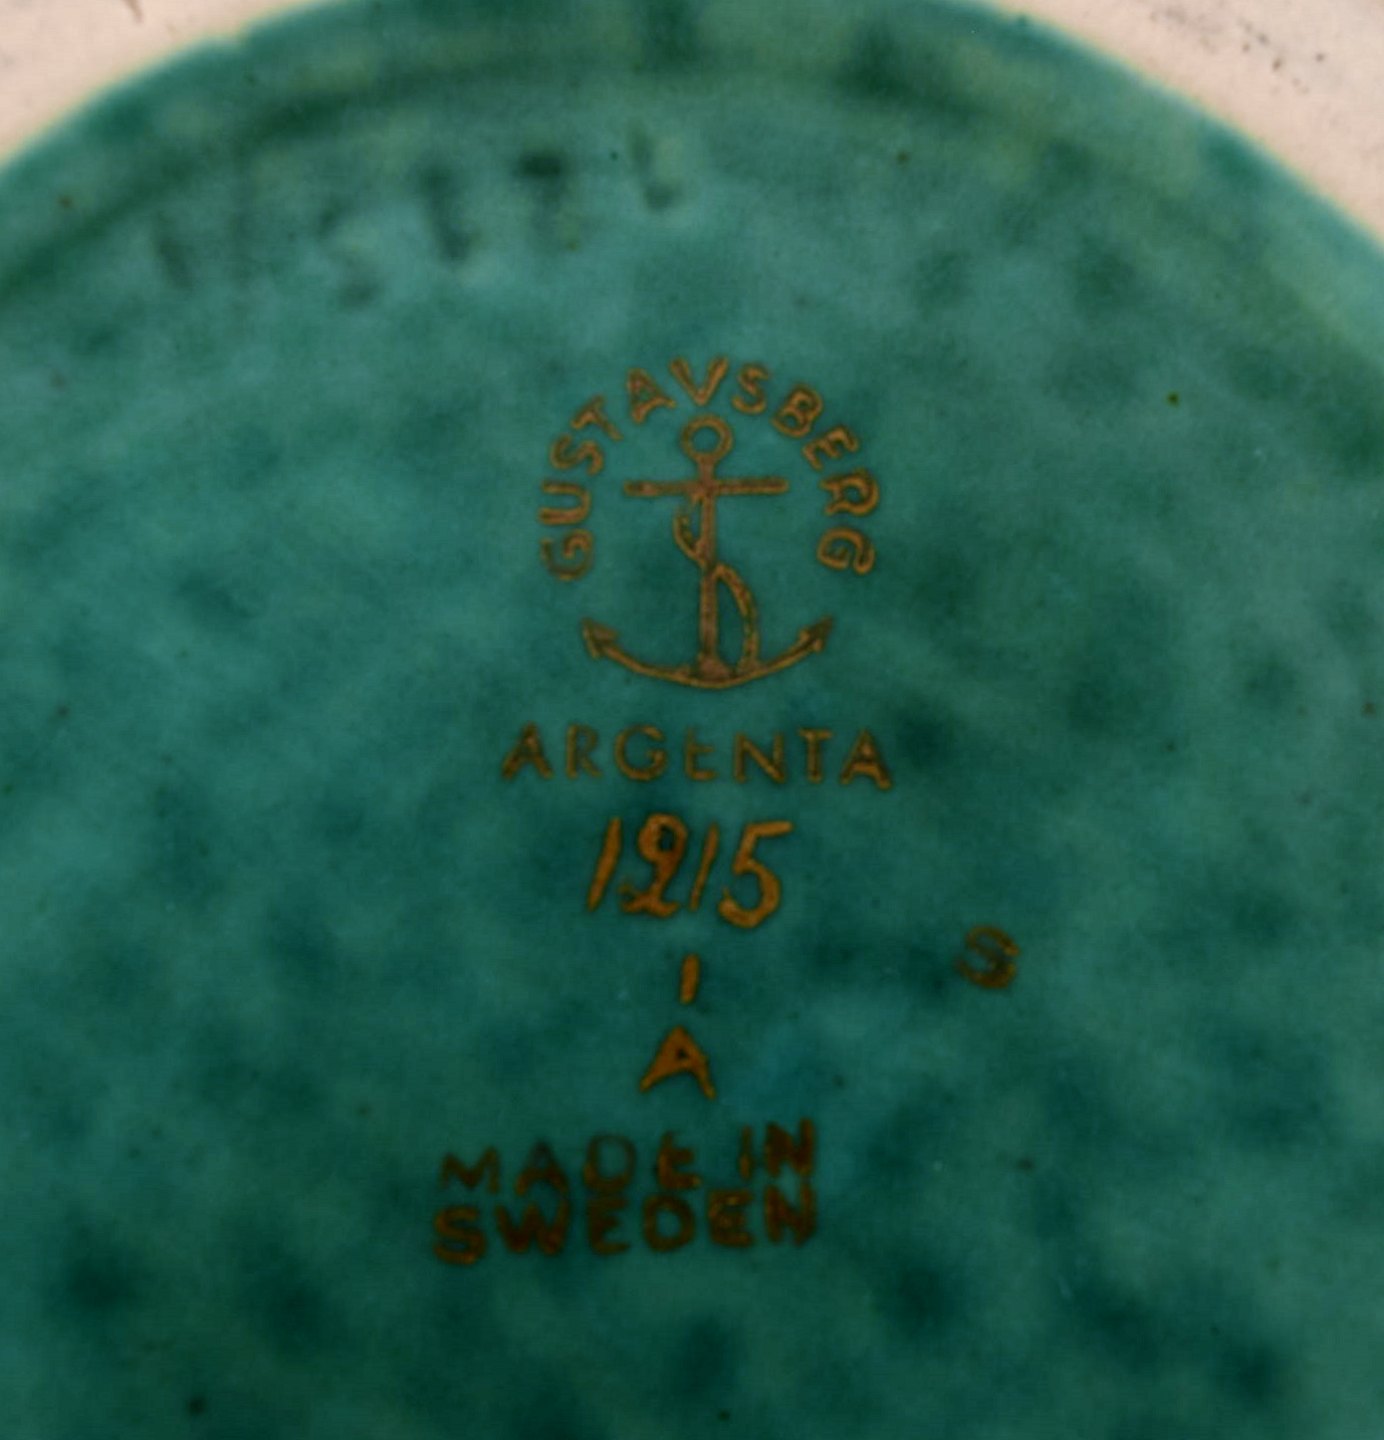 GUSTAVSBERG
ARGENTA
1215
S
I
A
MADE IN
SWEDEN